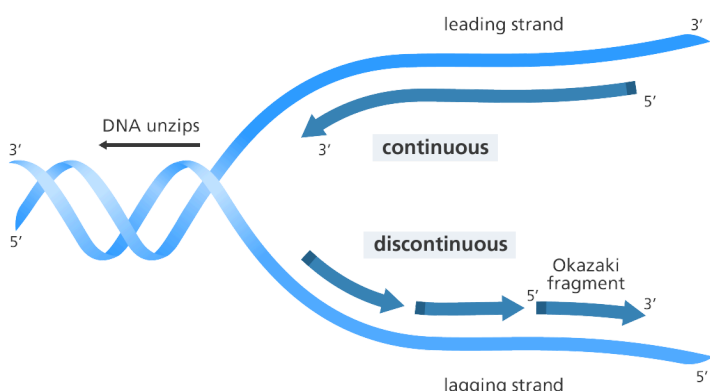 leading strand
3’
5’
DNA unzips
3’
3’
continuous
5’
discontinuous
Okazaki
fragment
5’
3’
5’
lagging strand